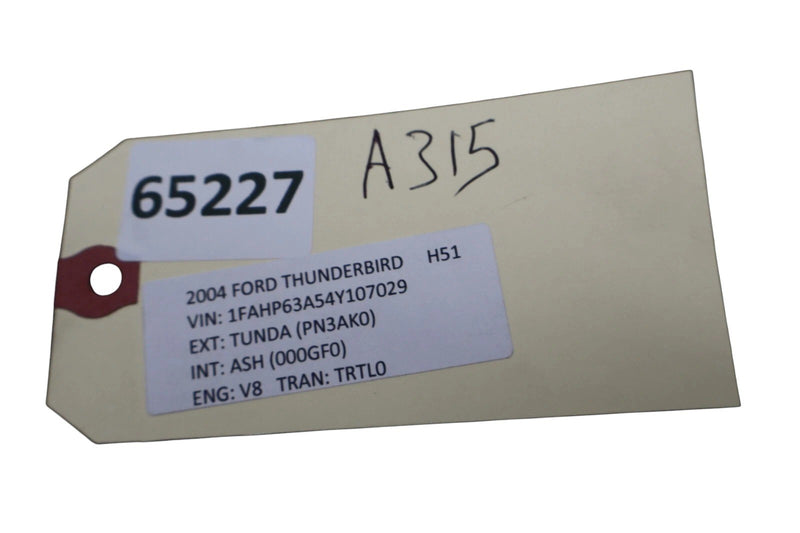 65227
A315
2004 FORD THUNDERBIRD H51
VIN: 1FAHP63A54Y107029
EXT: TUNDA (PN3AK0)
INT: ASH (000GF0)
ENG: V8 TRAN: TRTL0